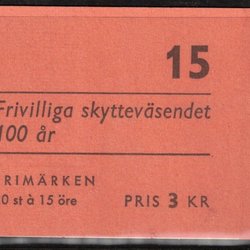 15
Frivilliga skytteväsendet
100 år
RIMÄRKEN
0 st à 15 öre
PRIS 3 KR